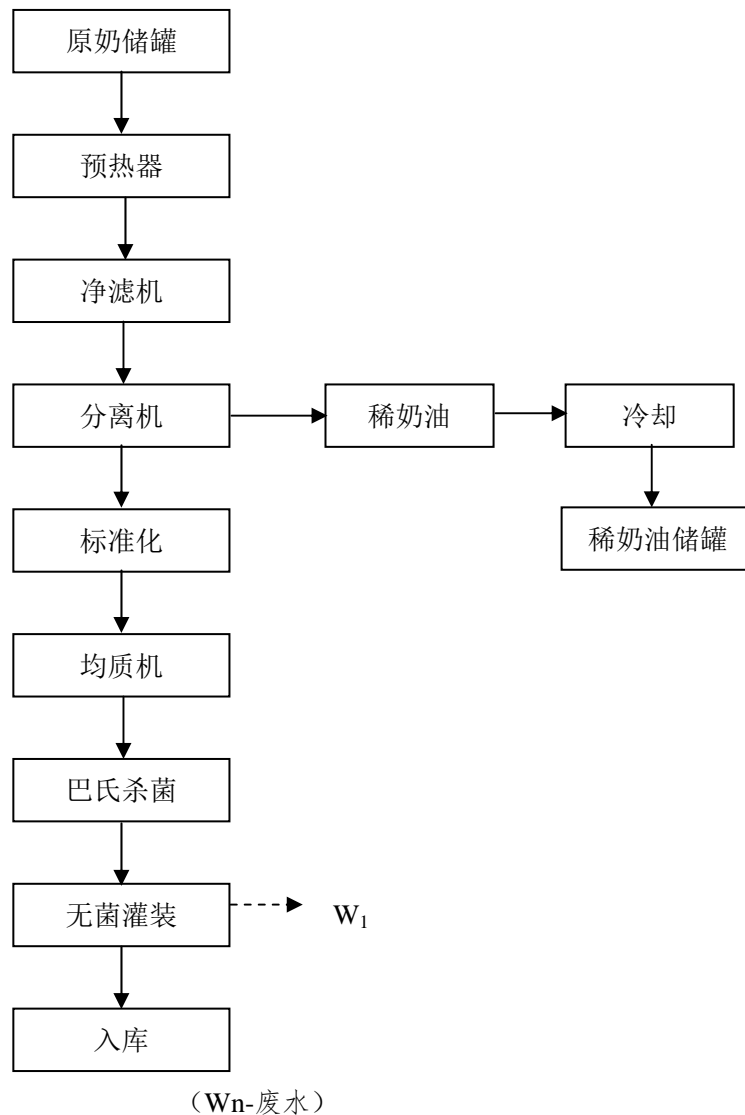 原奶储罐
预热器
净滤机
分离机
稀奶油
冷却
标准化
稀奶油储罐
均质机
巴氏杀菌
无菌灌装
W₁
入库
（Wn-废水）